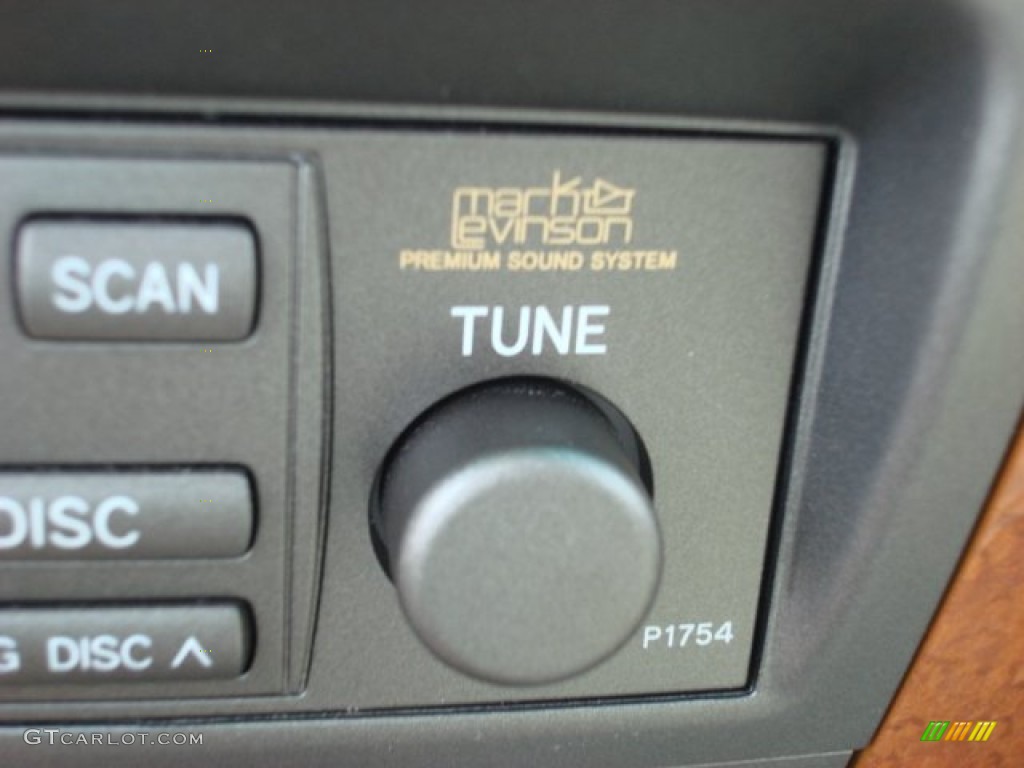 mark
Levinson
PREMIUM SOUND SYSTEM
SCAN
TUNE
DISC
G DISC ∧
P1754
GTCARLOT.COM